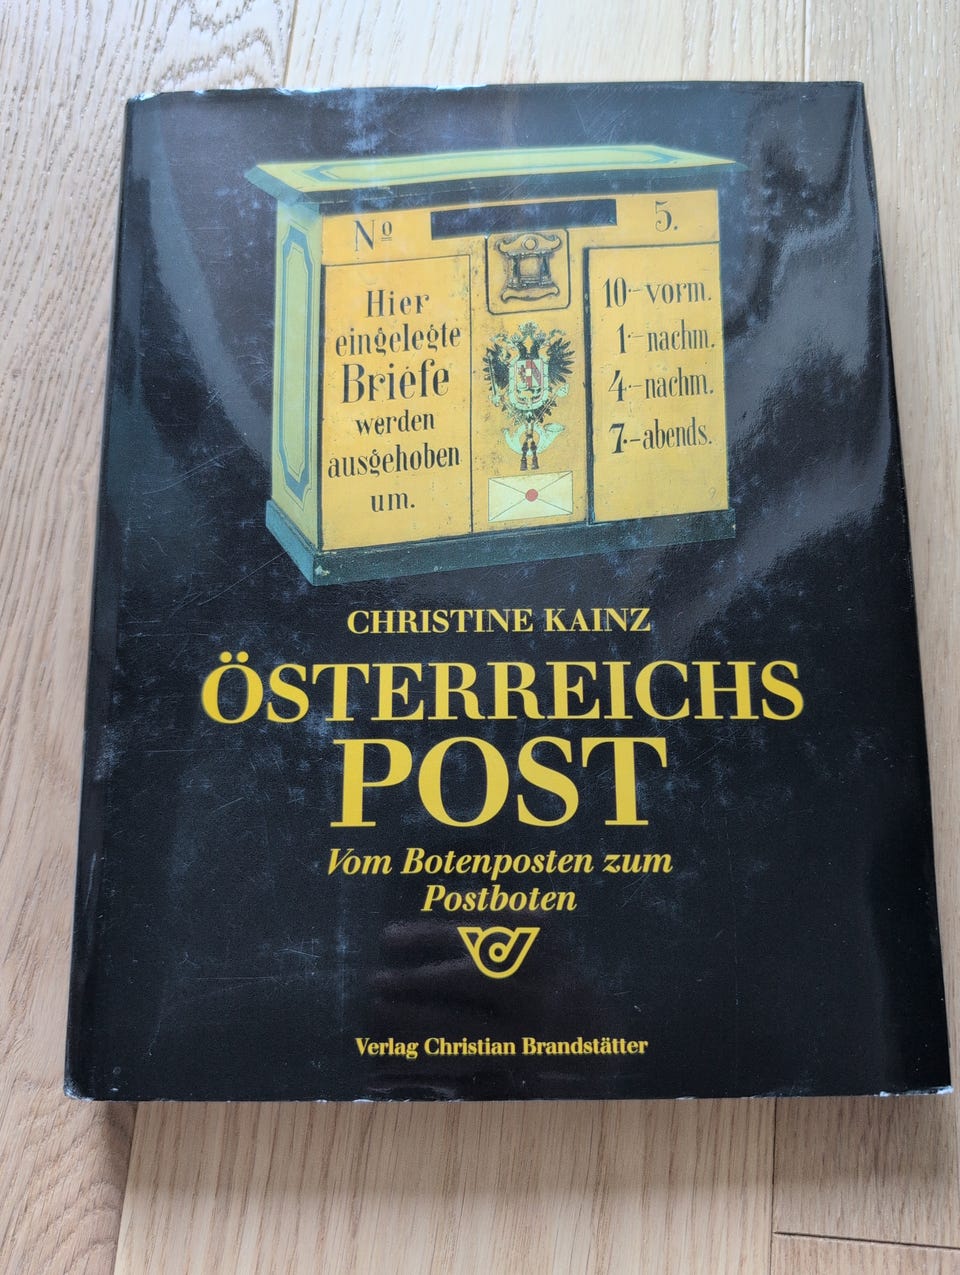 Nº 5.
Hier
eingelegte
Briefe
werden
ausgehoben
um.
10·–vorm.
1·–nachm.
4·–nachm.
7·–abends.
CHRISTINE KAINZ
ÖSTERREICHS
POST
Vom Botenposten zum
Postboten
Verlag Christian Brandstätter